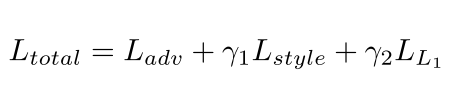 $L_{total} = L_{adv} + \gamma_1 L_{style} + \gamma_2 L_{L_1}$